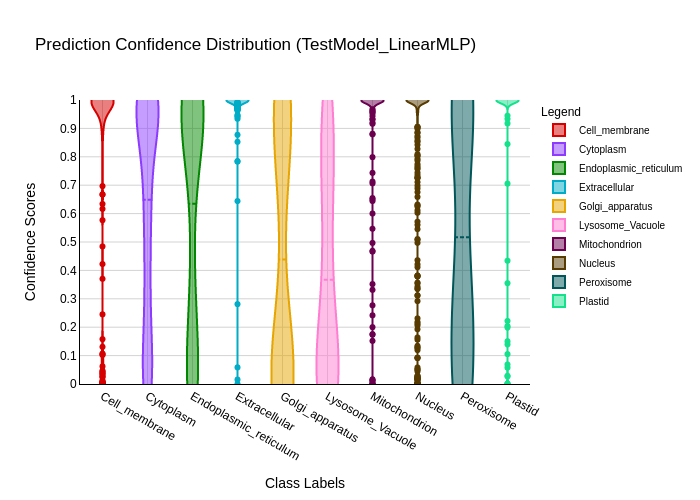 Prediction Confidence Distribution (TestModel_LinearMLP)
Confidence Scores
1
0.9
0.8
0.7
0.6
0.5
0.4
0.3
0.2
0.1
0
Cell_membrane
Cytoplasm
Endoplasmic_reticulum
Extracellular
Golgi_apparatus
Lysosome_Vacuole
Mitochondrion
Nucleus
Peroxisome
Plastid
Class Labels
Legend
Cell_membrane
Cytoplasm
Endoplasmic_reticulum
Extracellular
Golgi_apparatus
Lysosome_Vacuole
Mitochondrion
Nucleus
Peroxisome
Plastid